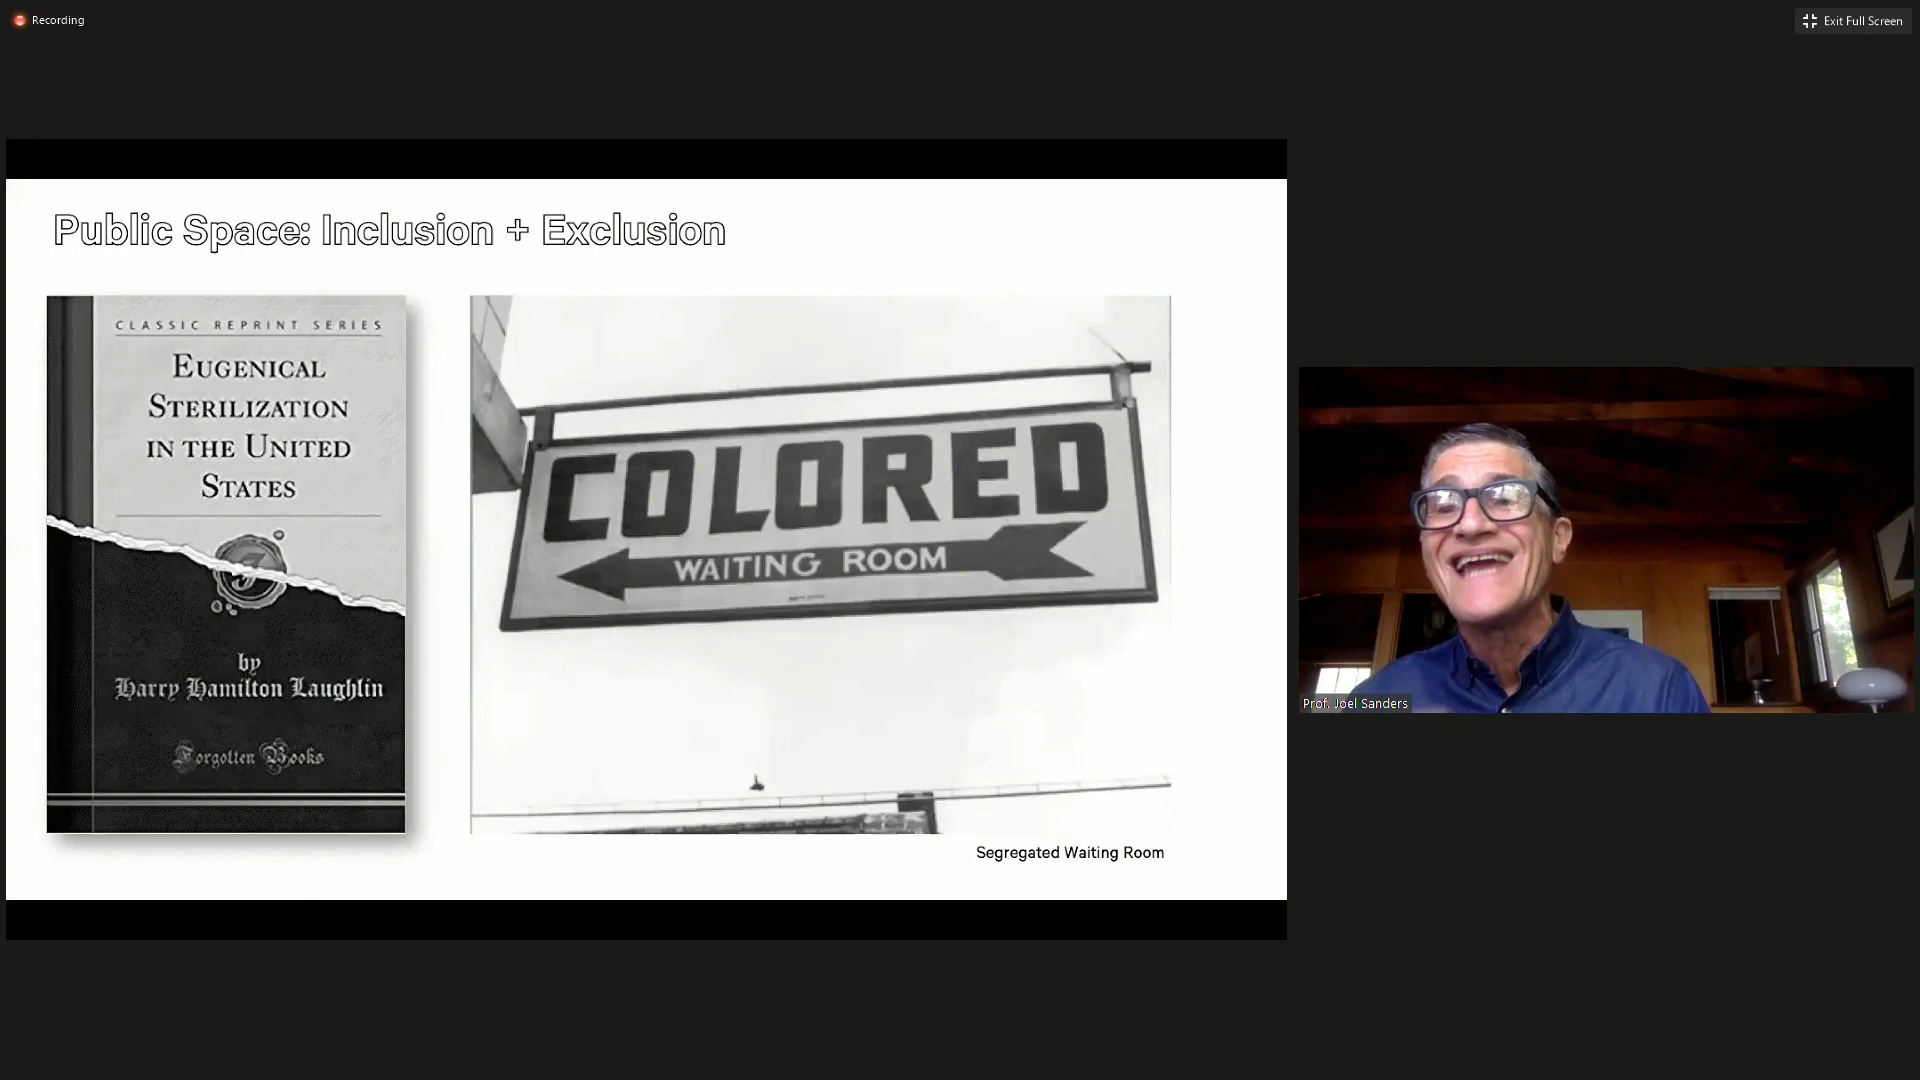 Recording
Exit Full Screen
Public Space: Inclusion + Exclusion
CLASSIC REPRINT SERIES
EUGENICAL
STERILIZATION
IN THE UNITED
STATES
by
Harry Hamilton Laughlin
Forgotten Books
COLORED
WAITING ROOM
Segregated Waiting Room
Prof. Joel Sanders